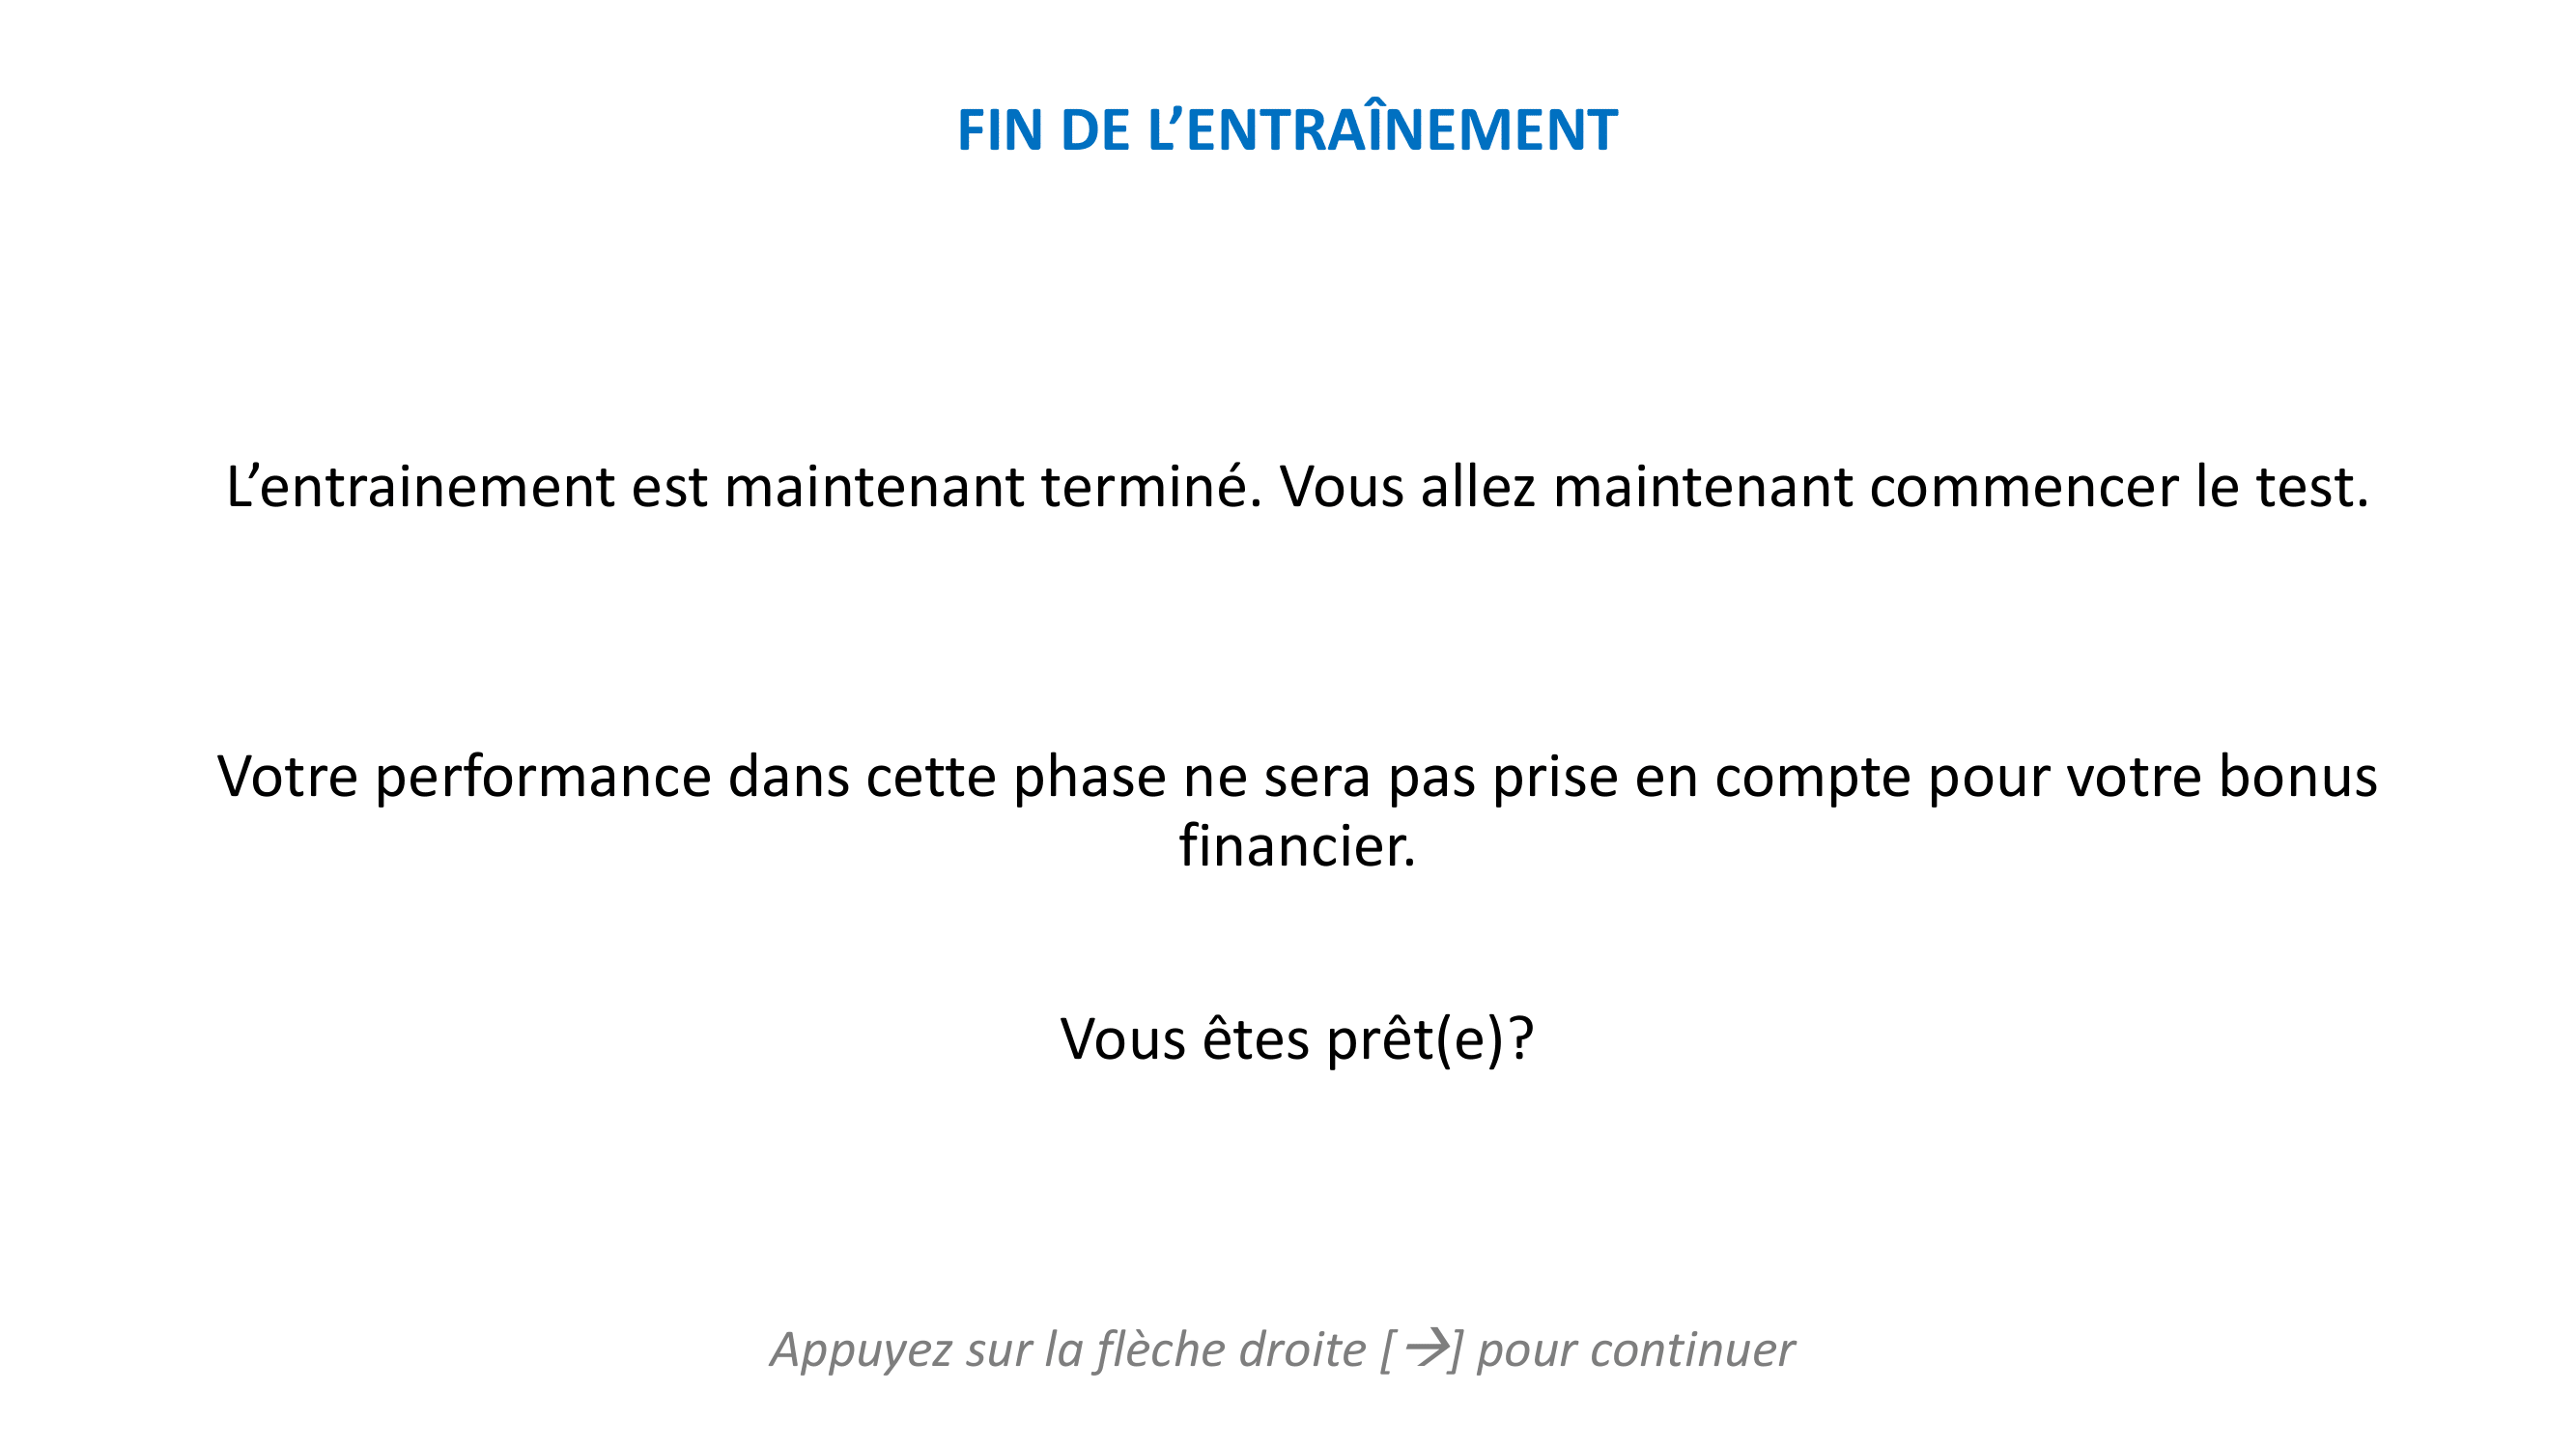 FIN DE L’ENTRAÎNEMENT
L’entrainement est maintenant terminé. Vous allez maintenant commencer le test.
Votre performance dans cette phase ne sera pas prise en compte pour votre bonus
financier.
Vous êtes prêt(e)?
Appuyez sur la flèche droite [→] pour continuer